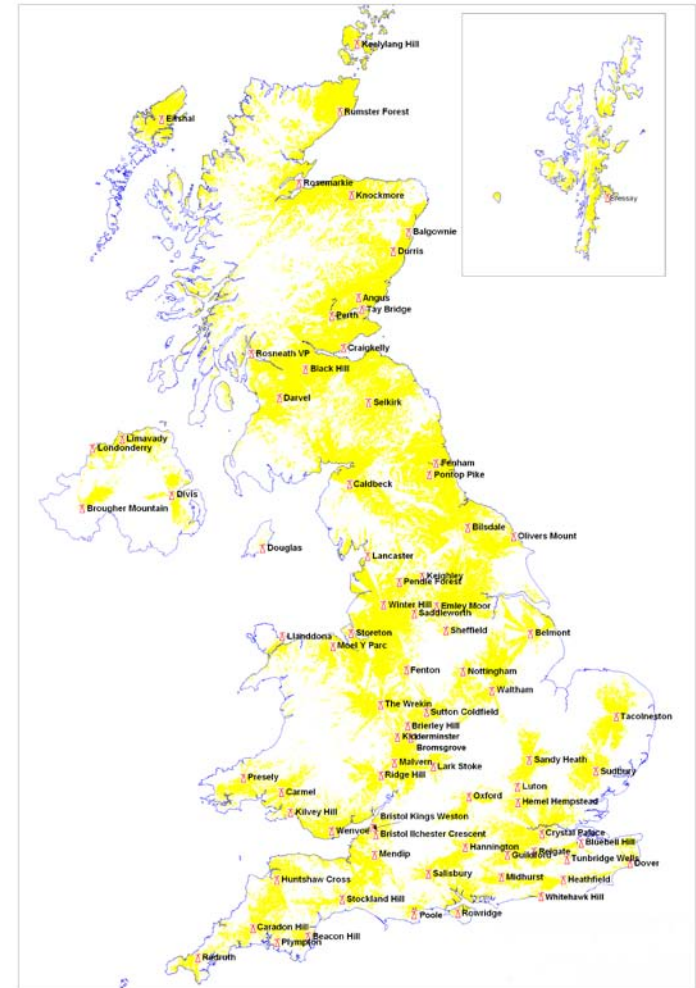 Keelylang Hill
Rumster Forest
Eitshal
Bressay
Rosemarkie
Knockmore
Balgownie
Durris
Angus
Tay Bridge
Perth
Craigkelly
Rosneath VP
Black Hill
Darvel
Selkirk
Limavady
Londonderry
Fenham
Pontop Pike
Caldbeck
Divis
Brougher Mountain
Bilsdale
Olivers Mount
Douglas
Lancaster
Keighley
Pendle Forest
Winter Hill
Emley Moor
Saddleworth
Sheffield
Belmont
Llanddona
Storeton
Moel Y Parc
Fenton
Nottingham
Waltham
The Wrekin
Sutton Coldfield
Tacolneston
Brierley Hill
Kidderminster
Bromsgrove
Malvern
Lark Stoke
Sandy Heath
Ridge Hill
Sudbury
Presely
Carmel
Luton
Oxford
Hemel Hempstead
Kilvey Hill
Bristol Kings Weston
Wenvoe
Bristol Ilchester Crescent
Crystal Palace
Bluebell Hill
Hannington
Reigate
Mendip
Guildford
Tunbridge Wells
Dover
Salisbury
Midhurst
Heathfield
Huntshaw Cross
Stockland Hill
Whitehawk Hill
Poole
Rowridge
Caradon Hill
Beacon Hill
Plympton
Redruth